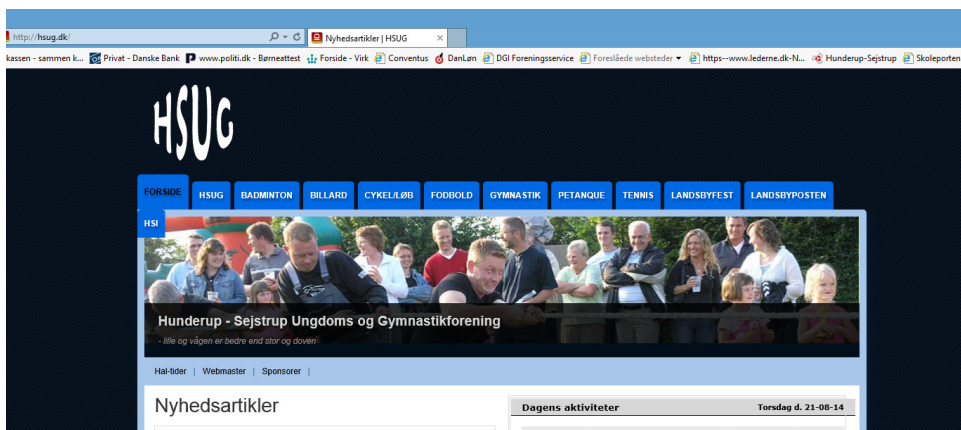 http://hsug.dk/
Nyhedsartikler | HSUG
kassen - sammen k... Privat - Danske Bank www.politi.dk - Børneattest Forside - Virk Conventus DanLøn DGI Foreningsservice Foreslåede websteder https--www.lederne.dk-N... Hunderup-Sejstrup Skoleporten
HSUG
FORSIDE HSUG BADMINTON BILLARD CYKEL/LØB FODBOLD GYMNASTIK PETANQUE TENNIS LANDSBYFEST LANDSBYPOSTEN
HSI
Hunderup - Sejstrup Ungdoms og Gymnastikforening
- lille og vågen er bedre end stor og doven
Hal-tider | Webmaster | Sponsorer |
Nyhedsartikler
Dagens aktiviteter Torsdag d. 21-08-14